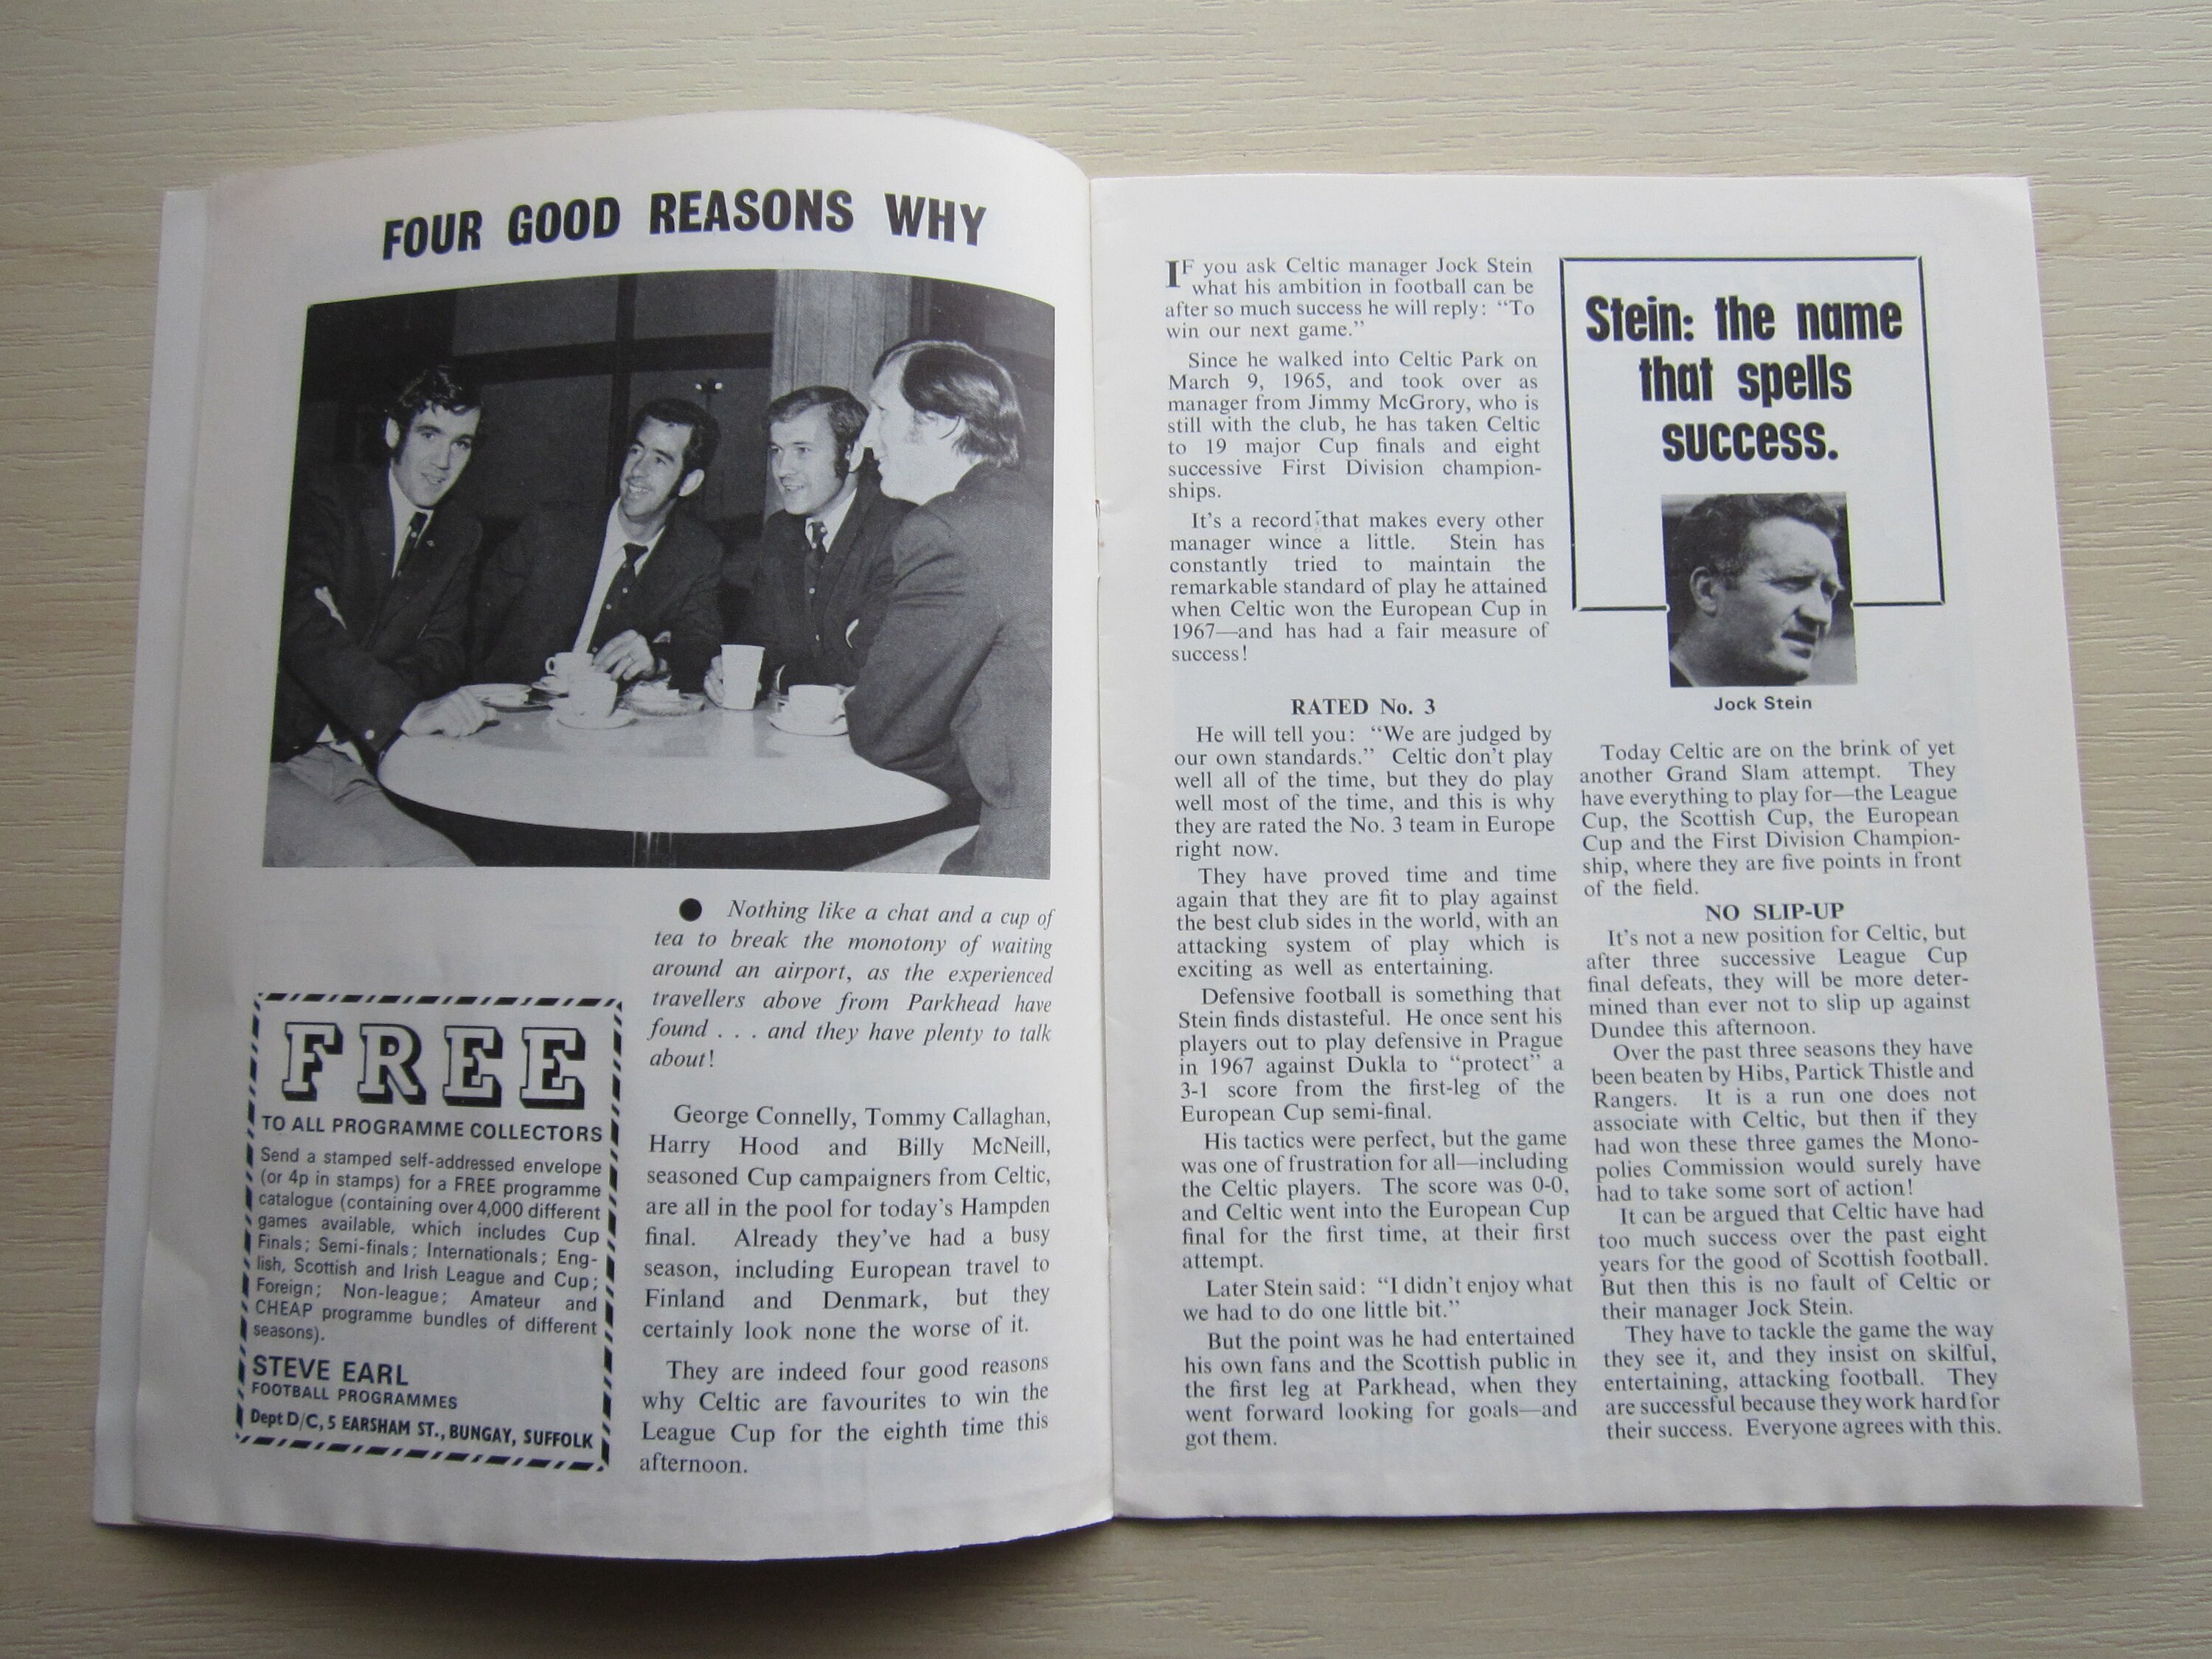 FOUR GOOD REASONS WHY
● Nothing like a chat and a cup of
tea to break the monotony of waiting
around an airport, as the experienced
travellers above from Parkhead have
found . . . and they have plenty to talk
about!
George Connelly, Tommy Callaghan,
Harry Hood and Billy McNeill,
seasoned Cup campaigners from Celtic,
are all in the pool for today's Hampden
final. Already they've had a busy
season, including European travel to
Finland and Denmark, but they
certainly look none the worse of it.
They are indeed four good reasons
why Celtic are favourites to win the
League Cup for the eighth time this
afternoon.
FREE
TO ALL PROGRAMME COLLECTORS
Send a stamped self-addressed envelope
(or 4p in stamps) for a FREE programme
catalogue (containing over 4,000 different
games available, which includes Cup
Finals; Semi-finals; Internationals; Eng-
lish, Scottish and Irish League and Cup;
Foreign; Non-league; Amateur and
CHEAP programme bundles of different
seasons).
STEVE EARL
FOOTBALL PROGRAMMES
Dept D/C, 5 EARSHAM ST., BUNGAY, SUFFOLK
IF you ask Celtic manager Jock Stein
what his ambition in football can be
after so much success he will reply: "To
win our next game."
Since he walked into Celtic Park on
March 9, 1965, and took over as
manager from Jimmy McGrory, who is
still with the club, he has taken Celtic
to 19 major Cup finals and eight
successive First Division champion-
ships.
It's a record that makes every other
manager wince a little. Stein has
constantly tried to maintain the
remarkable standard of play he attained
when Celtic won the European Cup in
1967—and has had a fair measure of
success!
RATED No. 3
He will tell you: "We are judged by
our own standards." Celtic don't play
well all of the time, but they do play
well most of the time, and this is why
they are rated the No. 3 team in Europe
right now.
They have proved time and time
again that they are fit to play against
the best club sides in the world, with an
attacking system of play which is
exciting as well as entertaining.
Defensive football is something that
Stein finds distasteful. He once sent his
players out to play defensive in Prague
in 1967 against Dukla to "protect" a
3-1 score from the first-leg of the
European Cup semi-final.
His tactics were perfect, but the game
was one of frustration for all—including
the Celtic players. The score was 0-0,
and Celtic went into the European Cup
final for the first time, at their first
attempt.
Later Stein said: "I didn't enjoy what
we had to do one little bit."
But the point was he had entertained
his own fans and the Scottish public in
the first leg at Parkhead, when they
went forward looking for goals—and
got them.
Stein: the name
that spells
success.
Jock Stein
Today Celtic are on the brink of yet
another Grand Slam attempt. They
have everything to play for—the League
Cup, the Scottish Cup, the European
Cup and the First Division Champion-
ship, where they are five points in front
of the field.
NO SLIP-UP
It's not a new position for Celtic, but
after three successive League Cup
final defeats, they will be more deter-
mined than ever not to slip up against
Dundee this afternoon.
Over the past three seasons they have
been beaten by Hibs, Partick Thistle and
Rangers. It is a run one does not
associate with Celtic, but then if they
had won these three games the Mono-
polies Commission would surely have
had to take some sort of action!
It can be argued that Celtic have had
too much success over the past eight
years for the good of Scottish football.
But then this is no fault of Celtic or
their manager Jock Stein.
They have to tackle the game the way
they see it, and they insist on skilful,
entertaining, attacking football. They
are successful because they work hard for
their success. Everyone agrees with this.